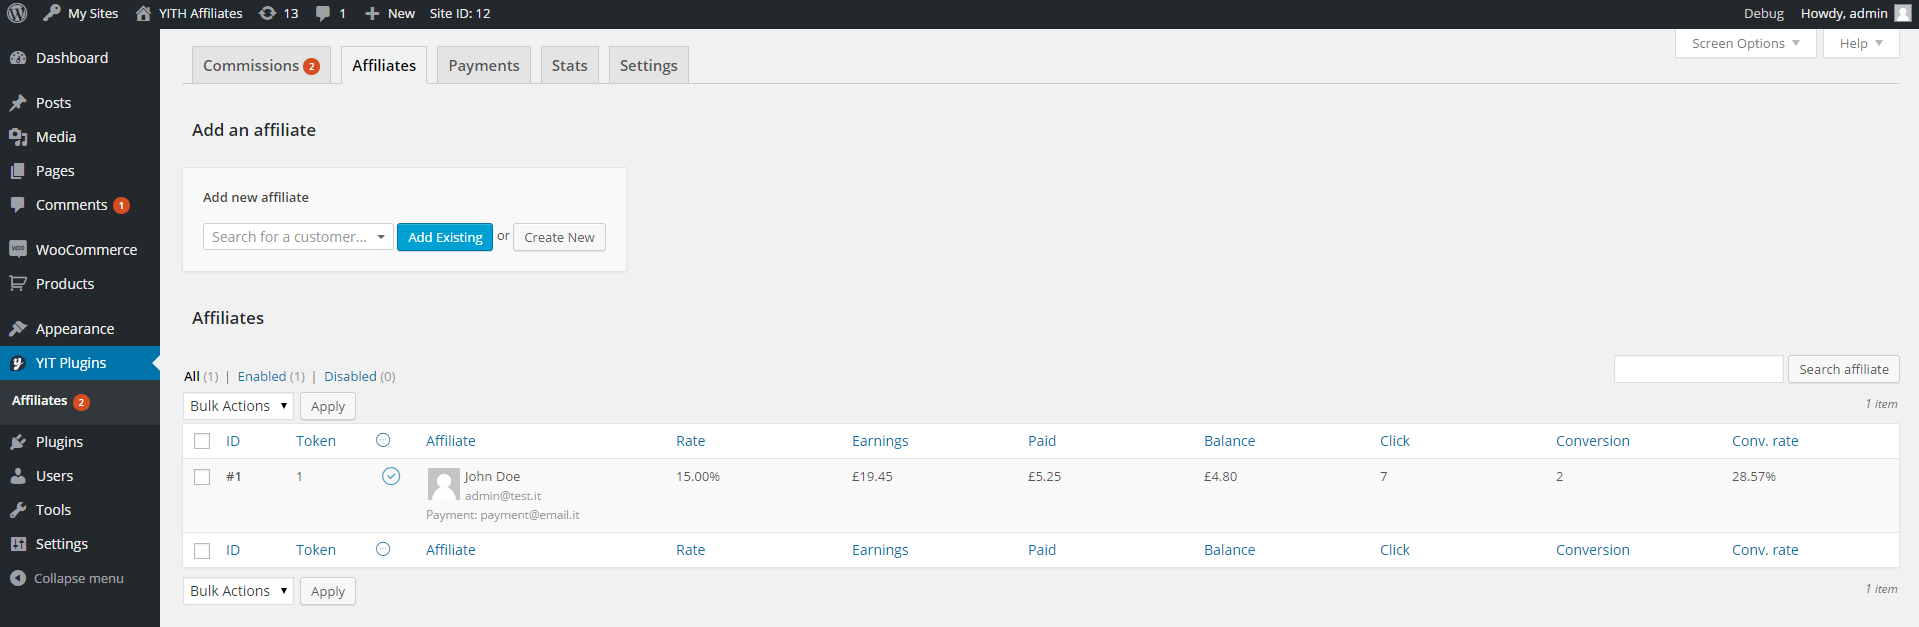 My Sites YITH Affiliates 13 1 New Site ID: 12 Debug Howdy, admin
Screen Options Help
Dashboard
Posts
Media
Pages
Comments 1
WooCommerce
Products
Appearance
YIT Plugins
Affiliates 2
Plugins
Users
Tools
Settings
Collapse menu
Commissions 2 Affiliates Payments Stats Settings
Add an affiliate
Add new affiliate
Search for a customer... Add Existing or Create New
Affiliates
All (1) | Enabled (1) | Disabled (0)
Search affiliate
Bulk Actions Apply
1 item
ID Token Affiliate Rate Earnings Paid Balance Click Conversion Conv. rate
#1 1 John Doe 15.00% £19.45 £5.25 £4.80 7 2 28.57%
admin@test.it
Payment: payment@email.it
ID Token Affiliate Rate Earnings Paid Balance Click Conversion Conv. rate
Bulk Actions Apply
1 item